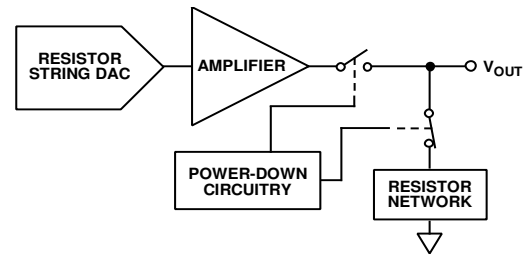 RESISTOR
STRING DAC
AMPLIFIER
VOUT
POWER-DOWN
CIRCUITRY
RESISTOR
NETWORK